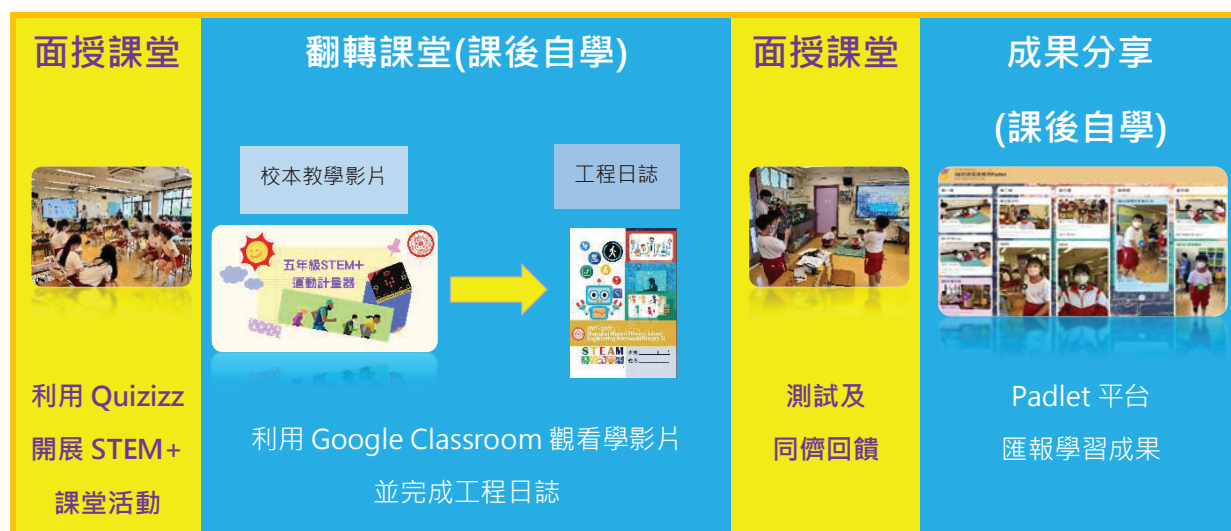 面授課堂
利用 Quizizz
開展 STEM+
課堂活動
翻轉課堂(課後自學)
校本教學影片
五年級STEM+
運動計量器
工程日誌
STEAM
利用 Google Classroom 觀看學影片
並完成工程日誌
面授課堂
測試及
同儕回饋
成果分享
(課後自學)
Padlet 平台
匯報學習成果